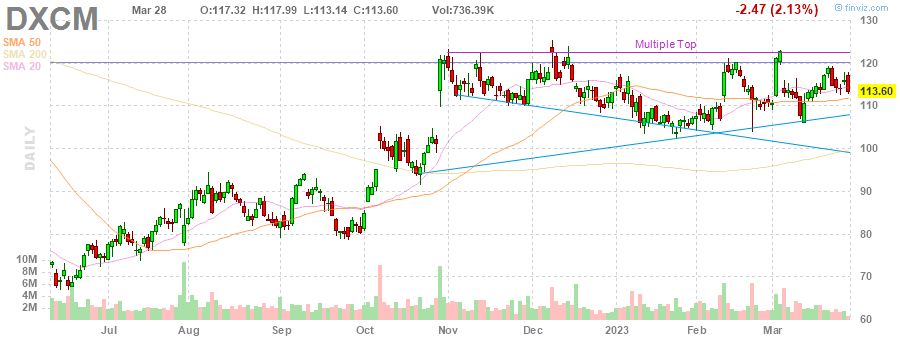 DXCM Mar 28 O:117.32 H:117.99 L:113.14 C:113.60 Vol:736.39K -2.47 (2.13%)
finviz.com
SMA 50
SMA 200
SMA 20
Multiple Top
130
120
113.60
110
100
90
80
70
60
DAILY
10M
8M
6M
4M
2M
Jul Aug Sep Oct Nov Dec 2023 Feb Mar